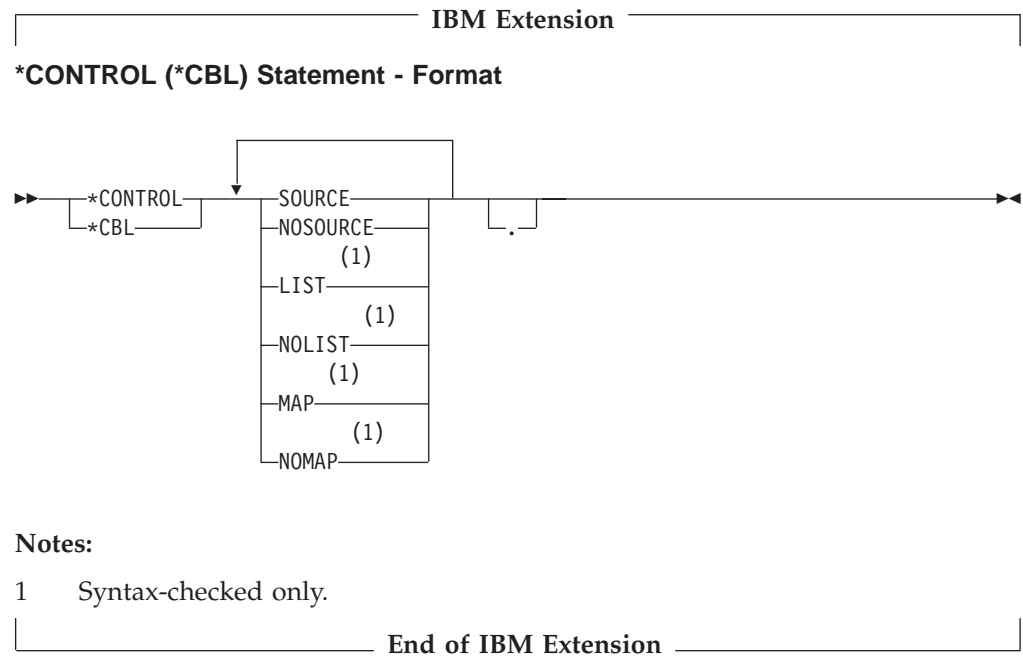 IBM Extension
*CONTROL (*CBL) Statement - Format
*CONTROL SOURCE
*CBL NOSOURCE .
(1)
LIST
(1)
NOLIST
(1)
MAP
(1)
NOMAP
Notes:
1 Syntax-checked only.
End of IBM Extension